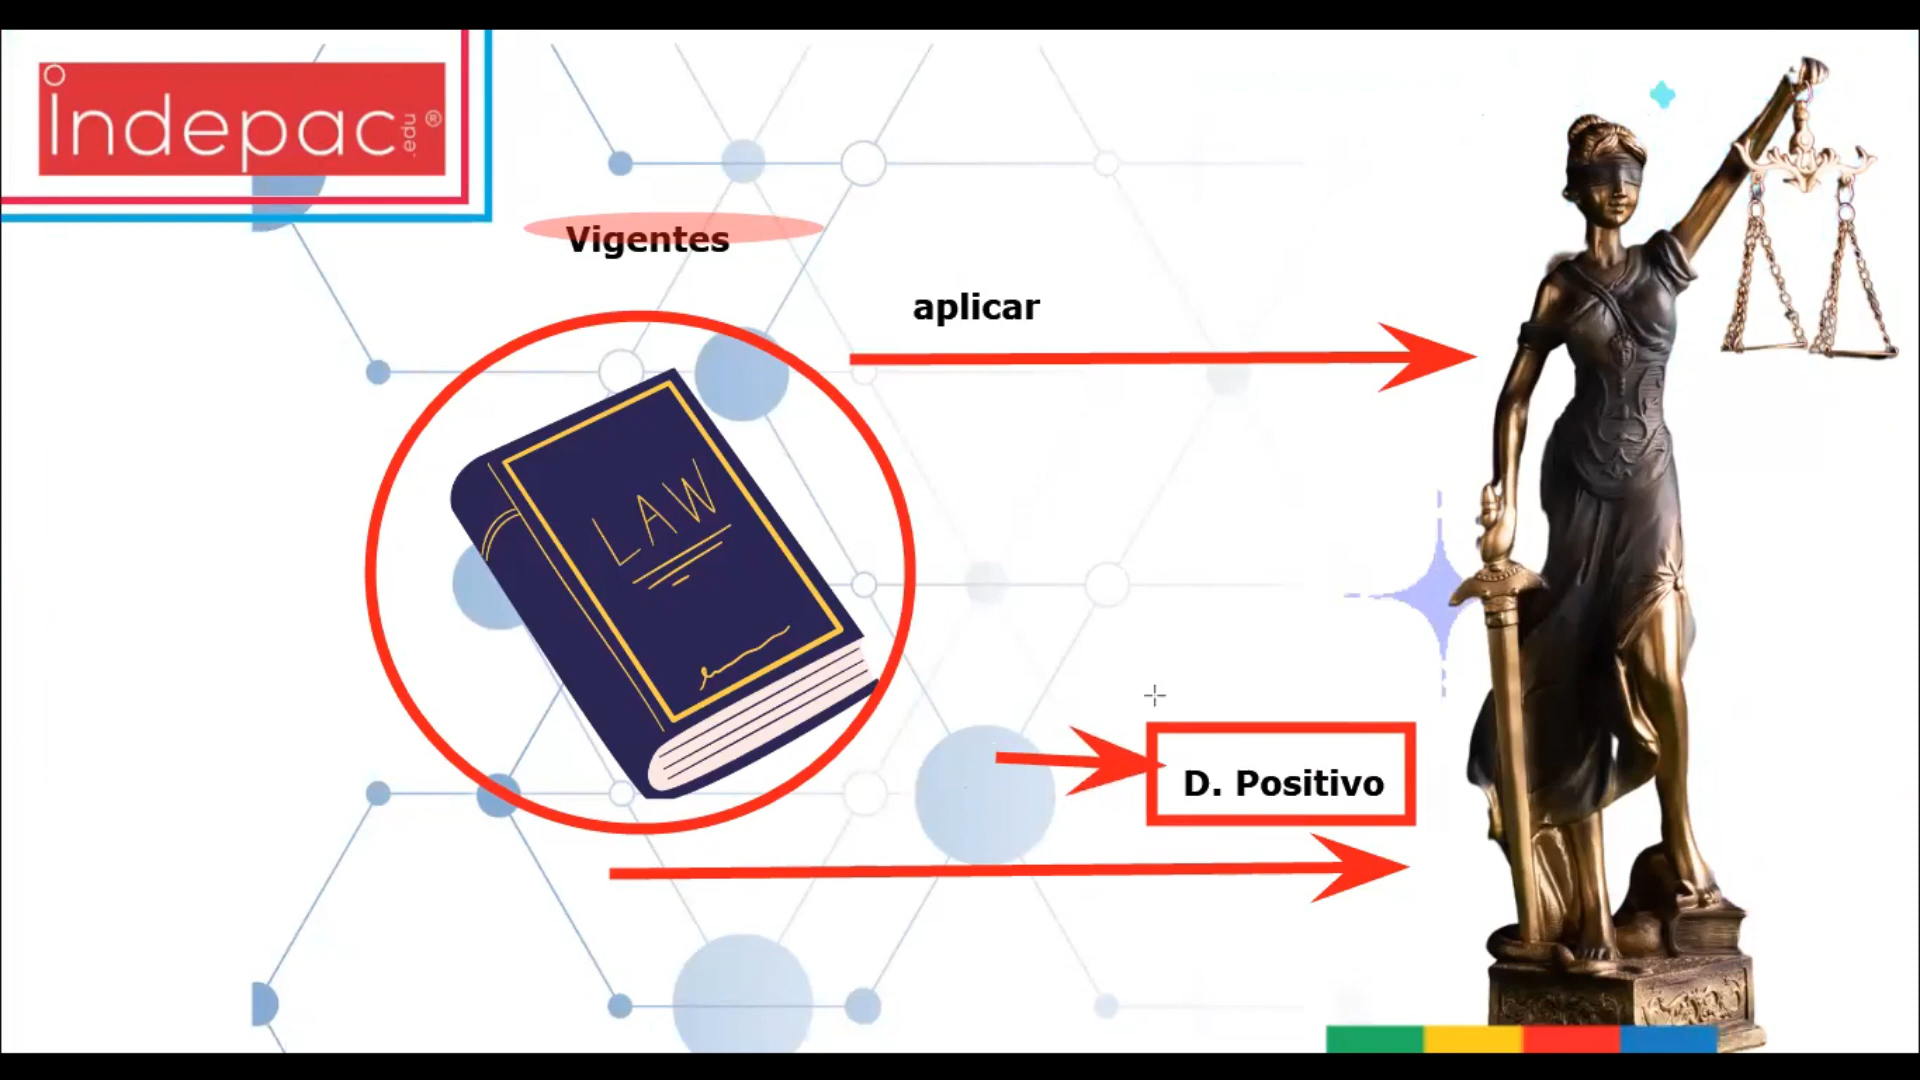 indepac
.edu
®
Vigentes
aplicar
LAW
D. Positivo